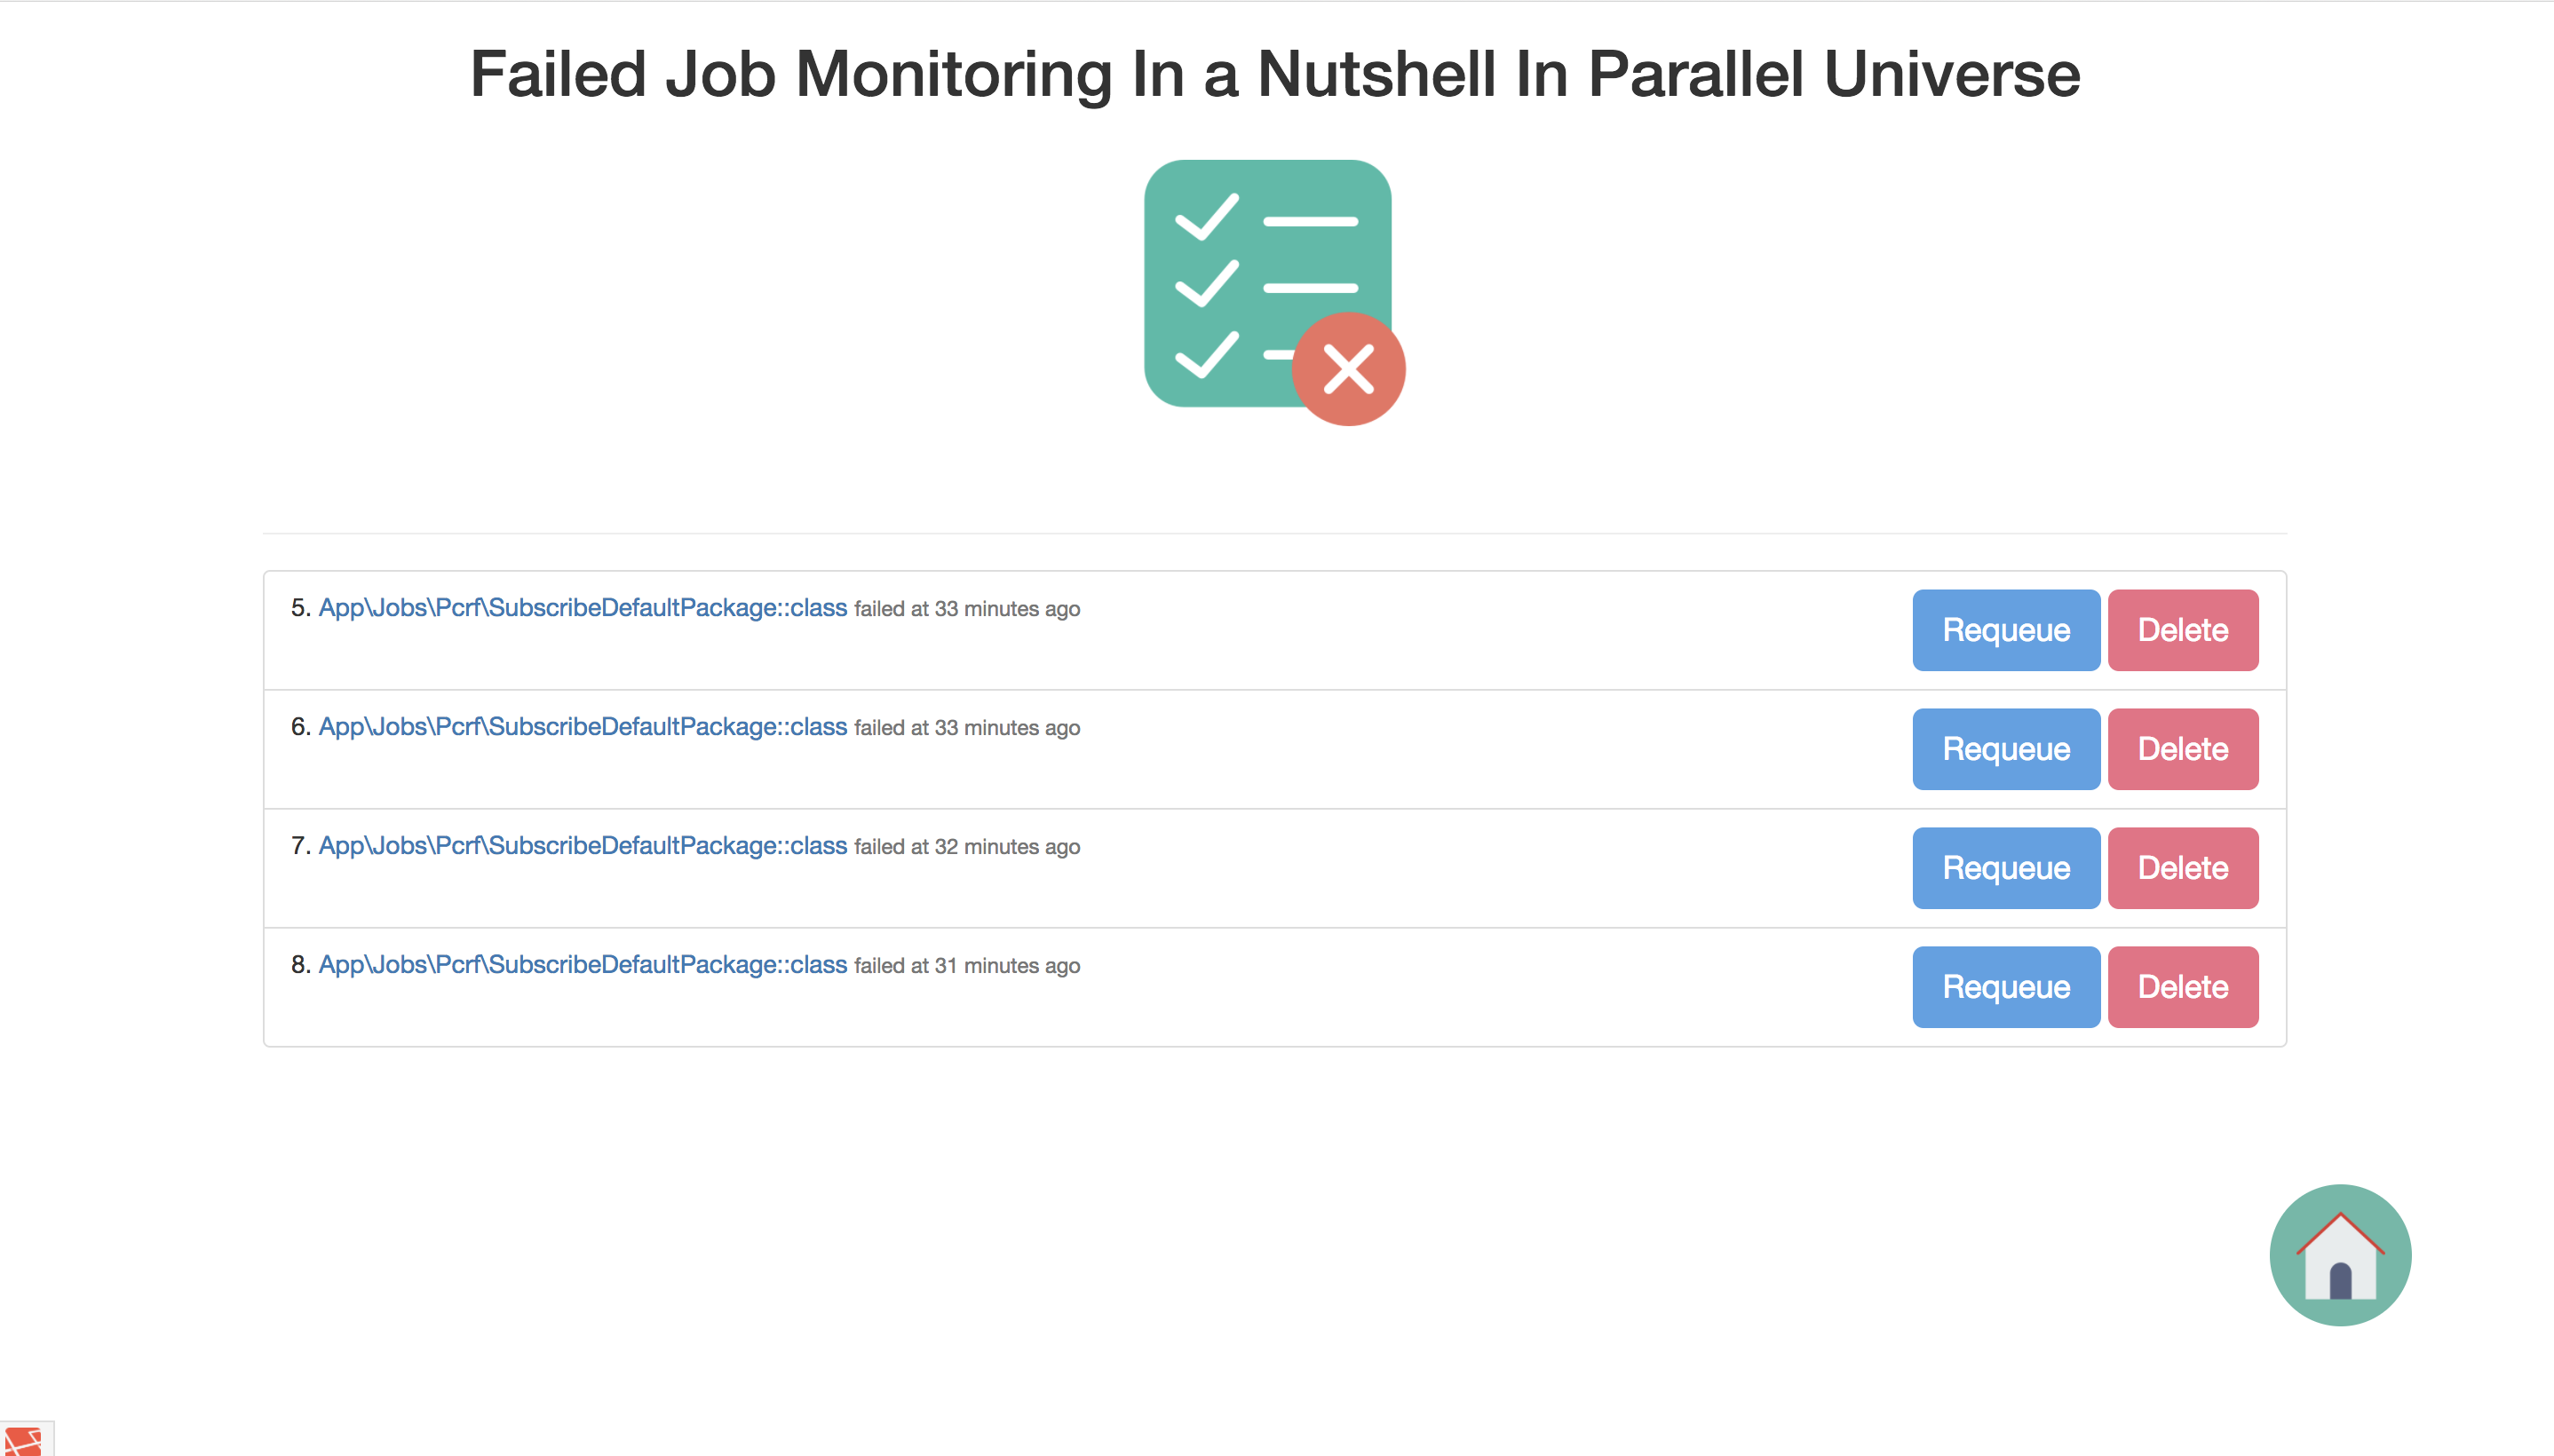 Failed Job Monitoring In a Nutshell In Parallel Universe
5. App\Jobs\Pcrf\SubscribeDefaultPackage::class failed at 33 minutes ago
Requeue Delete
6. App\Jobs\Pcrf\SubscribeDefaultPackage::class failed at 33 minutes ago
Requeue Delete
7. App\Jobs\Pcrf\SubscribeDefaultPackage::class failed at 32 minutes ago
Requeue Delete
8. App\Jobs\Pcrf\SubscribeDefaultPackage::class failed at 31 minutes ago
Requeue Delete